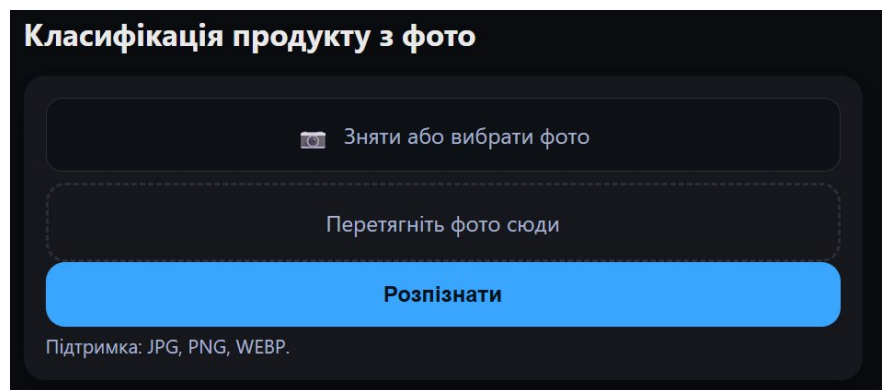 Класифікація продукту з фото
Зняти або вибрати фото
Перетягніть фото сюди
Розпізнати
Підтримка: JPG, PNG, WEBP.